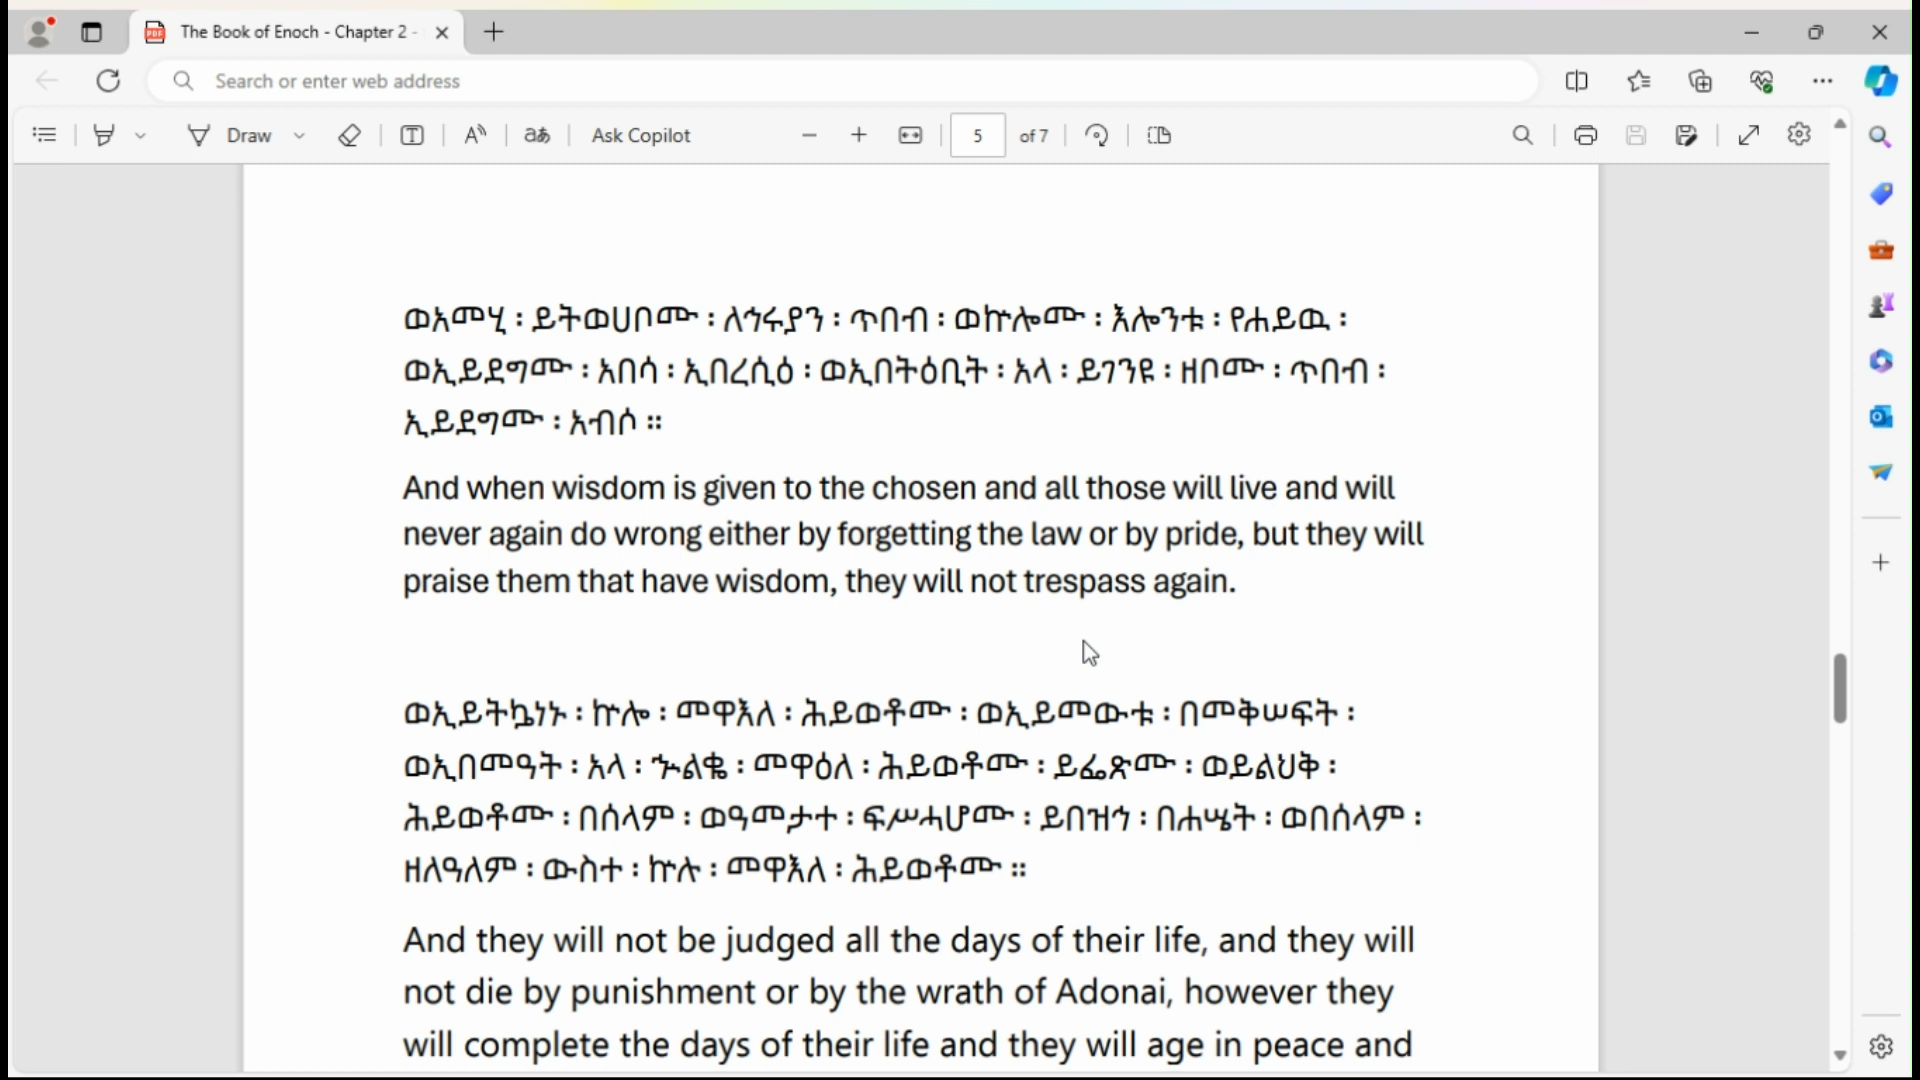 The Book of Enoch - Chapter 2 -
Search or enter web address
Draw
aあ
Ask Copilot
5
of 7
ወአመሂ ፡ ይትወሀቦሙ ፡ ለኅሩያን ፡ ጥበብ ፡ ወኵሎሙ ፡ እሎንቱ ፡ የሐይዉ ፡
ወኢይደግሙ ፡ አበሳ ፡ ኢበረሲዕ ፡ ወኢበትዕቢት ፡ አላ ፡ ይገንዩ ፡ ዘቦሙ ፡ ጥበብ ፡
ኢይደግሙ ፡ አብሶ ።
And when wisdom is given to the chosen and all those will live and will
never again do wrong either by forgetting the law or by pride, but they will
praise them that have wisdom, they will not trespass again.
ወኢይትኴነኑ ፡ ኵሎ ፡ መዋእለ ፡ ሕይወቶሙ ፡ ወኢይመውቱ ፡ በመቅሠፍት ፡
ወኢበመዓት ፡ አላ ፡ ኍልቈ ፡ መዋዕለ ፡ ሕይወቶሙ ፡ ይፌጽሙ ፡ ወይልህቅ ፡
ሕይወቶሙ ፡ በሰላም ፡ ወዓመታተ ፡ ፍሥሓሆሙ ፡ ይበዝኅ ፡ በሐሤት ፡ ወበሰላም ፡
ዘለዓለም ፡ ውስተ ፡ ኵሉ ፡ መዋእለ ፡ ሕይወቶሙ ።
And they will not be judged all the days of their life, and they will
not die by punishment or by the wrath of Adonai, however they
will complete the days of their life and they will age in peace and